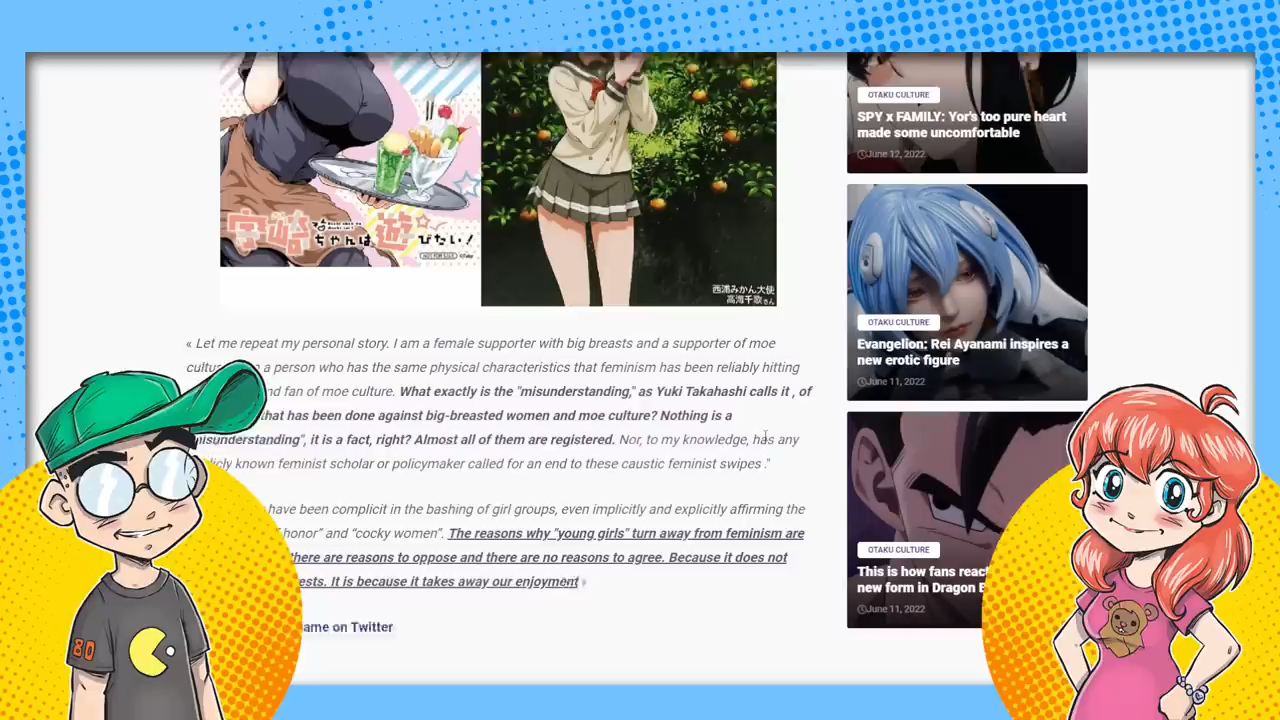 宇崎ちゃんは遊びたい!
西浦みかん大使
高海千歌さん
« Let me repeat my personal story. I am a female supporter with big breasts and a supporter of moe
a person who has the same physical characteristics that feminism has been reliably hitting
nd fan of moe culture. What exactly is the "misunderstanding," as Yuki Takahashi calls it , of
hat has been done against big-breasted women and moe culture? Nothing is a
misunderstanding", it is a fact, right? Almost all of them are registered. Nor, to my knowledge, has any
licly known feminist scholar or policymaker called for an end to these caustic feminist swipes ."
have been complicit in the bashing of girl groups, even implicitly and explicitly affirming the
honor" and "cocky women". The reasons why "young girls" turn away from feminism are
here are reasons to oppose and there are no reasons to agree. Because it does not
ests. It is because it takes away our enjoyment »
ame on Twitter
OTAKU CULTURE
SPY x FAMILY: Yor's too pure heart
made some uncomfortable
June 12, 2022
OTAKU CULTURE
Evangelion: Rei Ayanami inspires a
new erotic figure
June 11, 2022
OTAKU CULTURE
This is how fans reac
new form in Dragon B
June 11, 2022
80